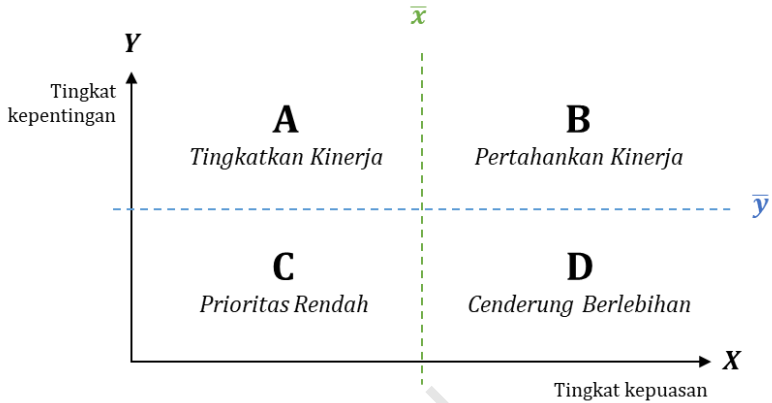 x̅
Y
Tingkat
kepentingan
A
Tingkatkan Kinerja
B
Pertahankan Kinerja
y̅
C
Prioritas Rendah
D
Cenderung Berlebihan
X
Tingkat kepuasan